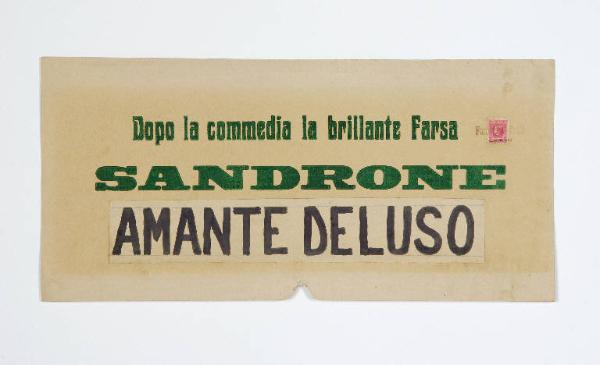 Dopo la commedia la brillante Farsa
SANDRONE
AMANTE DELUSO